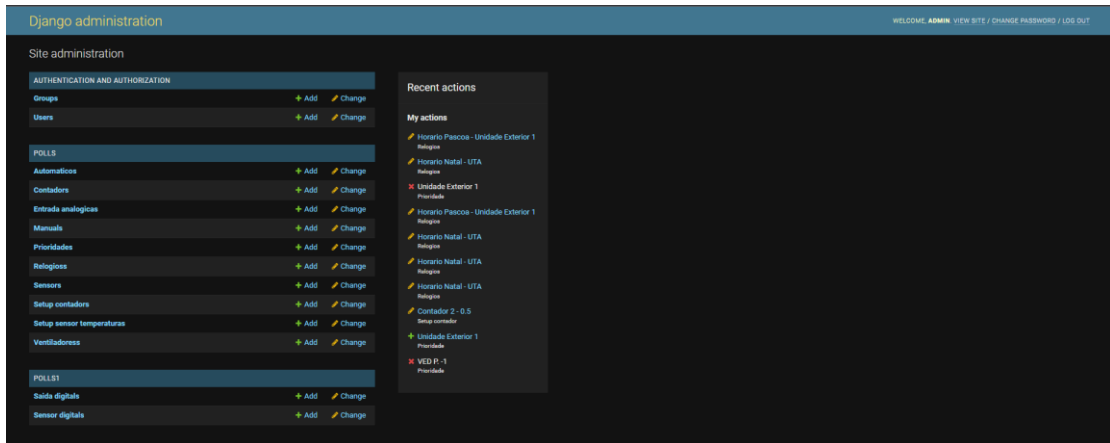 Django administration
WELCOME, ADMIN. VIEW SITE / CHANGE PASSWORD / LOG OUT
Site administration
AUTHENTICATION AND AUTHORIZATION
Groups + Add Change
Users + Add Change
POLLS
Automaticos + Add Change
Contadors + Add Change
Entrada analogicas + Add Change
Manuals + Add Change
Prioridades + Add Change
Relogioss + Add Change
Sensors + Add Change
Setup contadors + Add Change
Setup sensor temperaturas + Add Change
Ventiladoress + Add Change
POLLS1
Saida digitals + Add Change
Sensor digitals + Add Change
Recent actions
My actions
Horario Pascoa - Unidade Exterior 1
Relogios
Horario Natal - UTA
Relogios
Unidade Exterior 1
Prioridade
Horario Pascoa - Unidade Exterior 1
Relogios
Horario Natal - UTA
Relogios
Horario Natal - UTA
Relogios
Horario Natal - UTA
Relogios
Contador 2 - 0.5
Setup contador
+ Unidade Exterior 1
Prioridade
VED P. -1
Prioridade